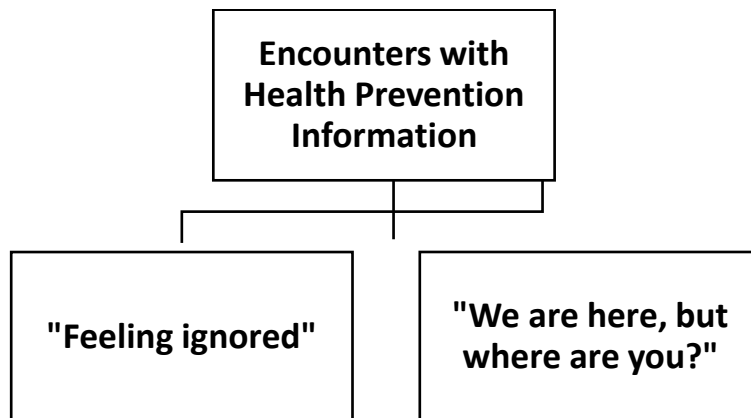 Encounters with
Health Prevention
Information
"Feeling ignored"
"We are here, but
where are you?"